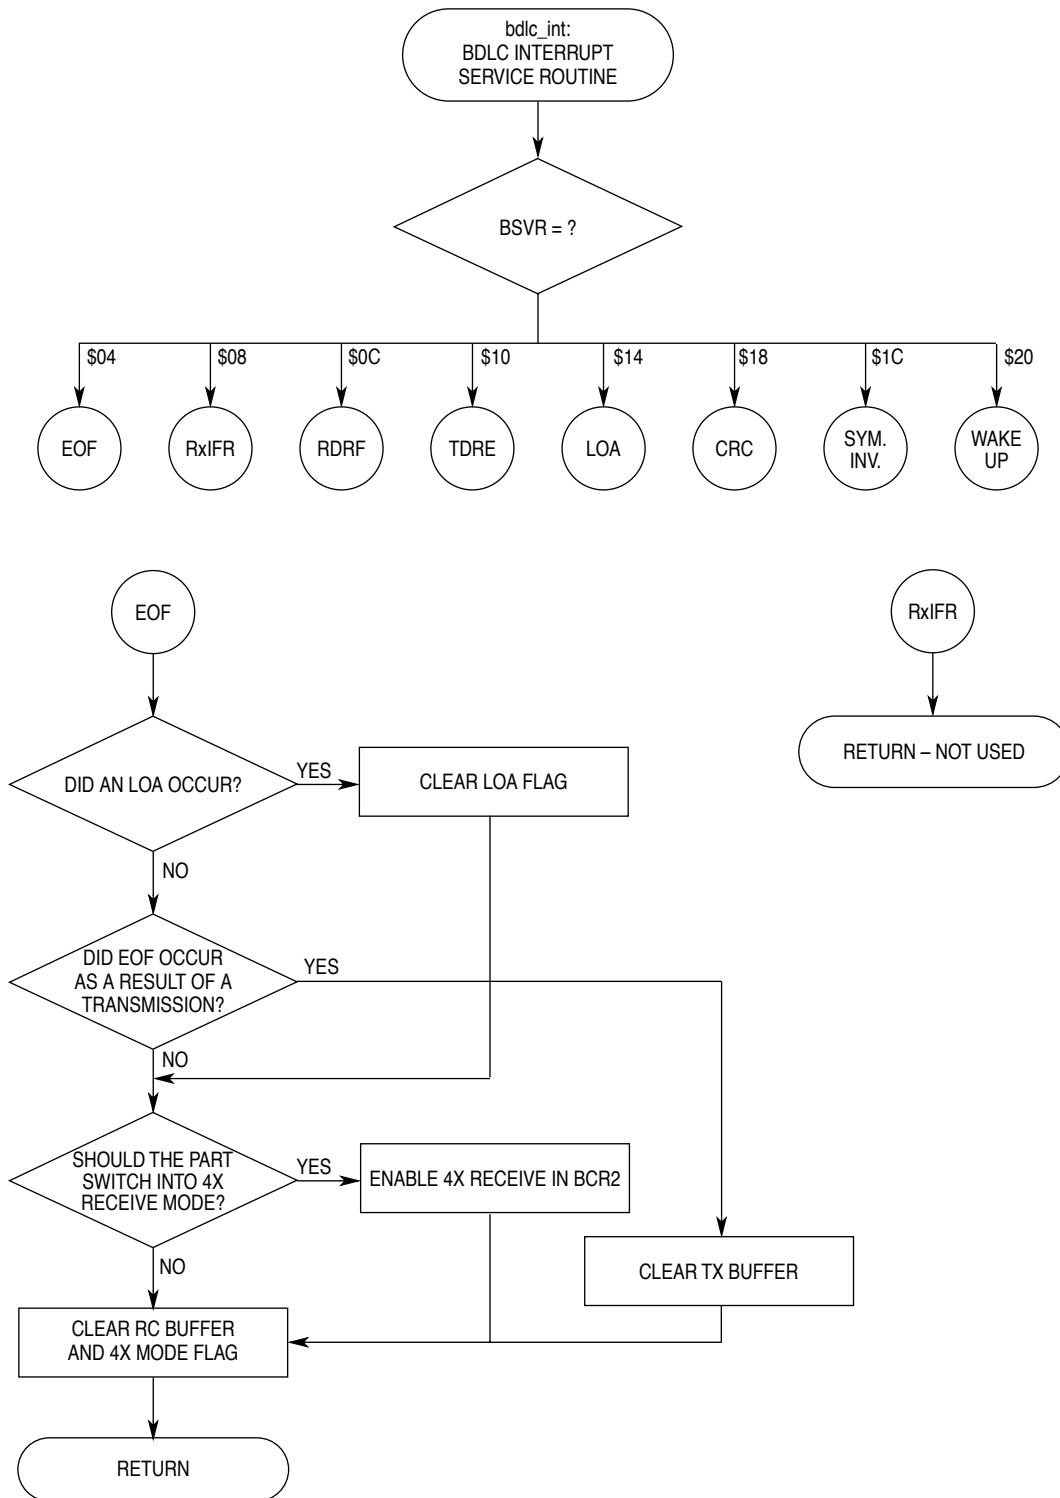 bdlc_int:
BDLC INTERRUPT
SERVICE ROUTINE
BSVR = ?
$04
$08
$0C
$10
$14
$18
$1C
$20
EOF
RxIFR
RDRF
TDRE
LOA
CRC
SYM.
INV.
WAKE
UP
EOF
RxIFR
DID AN LOA OCCUR?
YES
CLEAR LOA FLAG
RETURN – NOT USED
NO
DID EOF OCCUR
AS A RESULT OF A
TRANSMISSION?
YES
NO
SHOULD THE PART
SWITCH INTO 4X
RECEIVE MODE?
YES
ENABLE 4X RECEIVE IN BCR2
NO
CLEAR TX BUFFER
CLEAR RC BUFFER
AND 4X MODE FLAG
RETURN